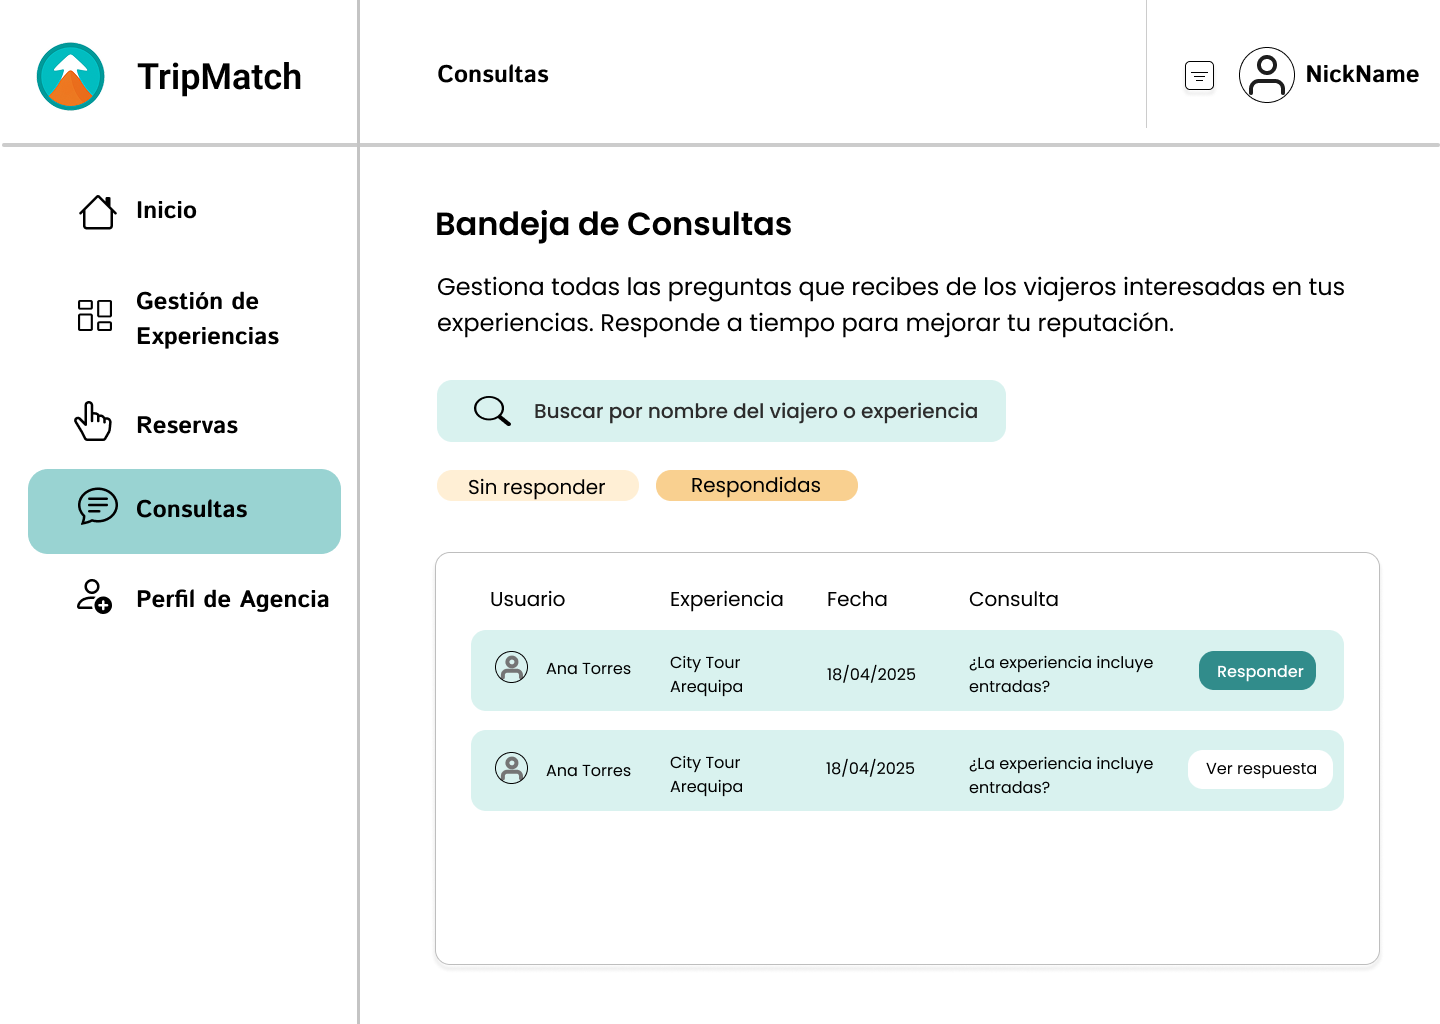 TripMatch
Consultas
NickName
Inicio
Gestión de
Experiencias
Reservas
Consultas
Perfil de Agencia
Bandeja de Consultas
Gestiona todas las preguntas que recibes de los viajeros interesadas en tus
experiencias. Responde a tiempo para mejorar tu reputación.
Buscar por nombre del viajero o experiencia
Sin responder
Respondidas
Usuario Experiencia Fecha Consulta
Ana Torres
City Tour
Arequipa
18/04/2025
¿La experiencia incluye
entradas?
Responder
Ana Torres
City Tour
Arequipa
18/04/2025
¿La experiencia incluye
entradas?
Ver respuesta